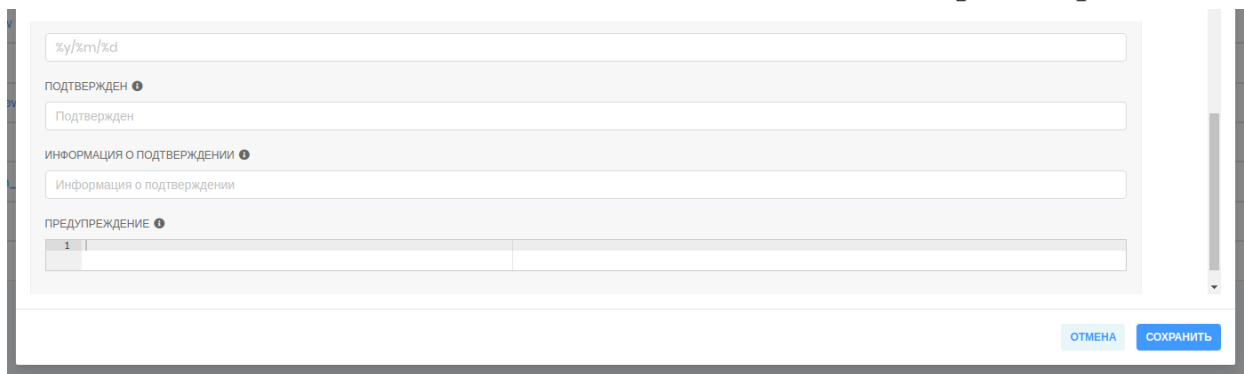 %y/%m/%d
ПОДТВЕРЖДЕН
Подтвержден
ИНФОРМАЦИЯ О ПОДТВЕРЖДЕНИИ
Информация о подтверждении
ПРЕДУПРЕЖДЕНИЕ
1
ОТМЕНА СОХРАНИТЬ